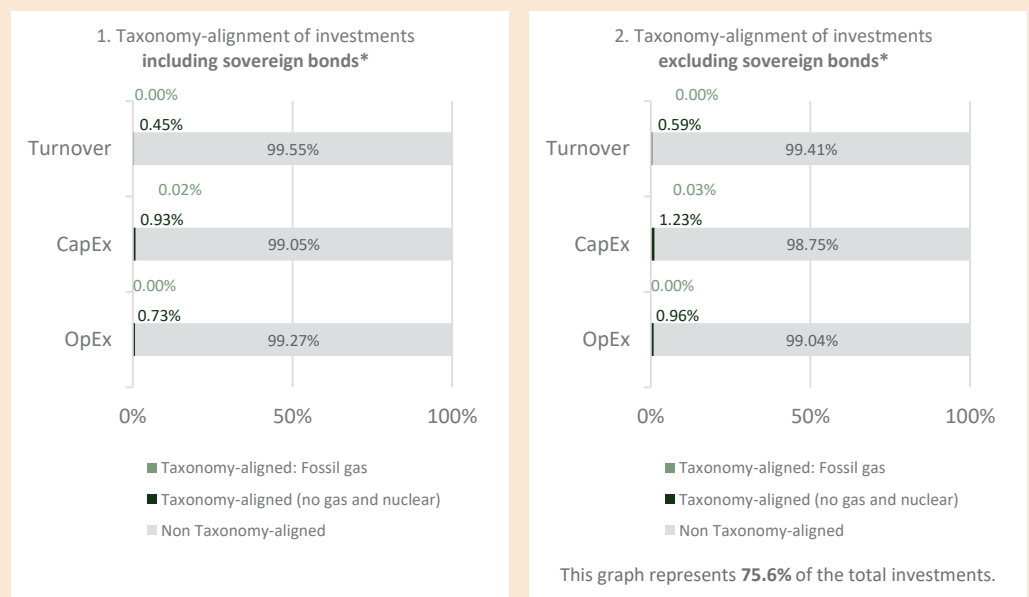 1. Taxonomy-alignment of investments
including sovereign bonds*
0.00%
0.45%
Turnover
99.55%
0.02%
0.93%
CapEx
99.05%
0.00%
0.73%
OpEx
99.27%
0%
50%
100%
Taxonomy-aligned: Fossil gas
Taxonomy-aligned (no gas and nuclear)
Non Taxonomy-aligned
2. Taxonomy-alignment of investments
excluding sovereign bonds*
0.00%
0.59%
Turnover
99.41%
0.03%
1.23%
CapEx
98.75%
0.00%
0.96%
OpEx
99.04%
0%
50%
100%
Taxonomy-aligned: Fossil gas
Taxonomy-aligned (no gas and nuclear)
Non Taxonomy-aligned
This graph represents 75.6% of the total investments.